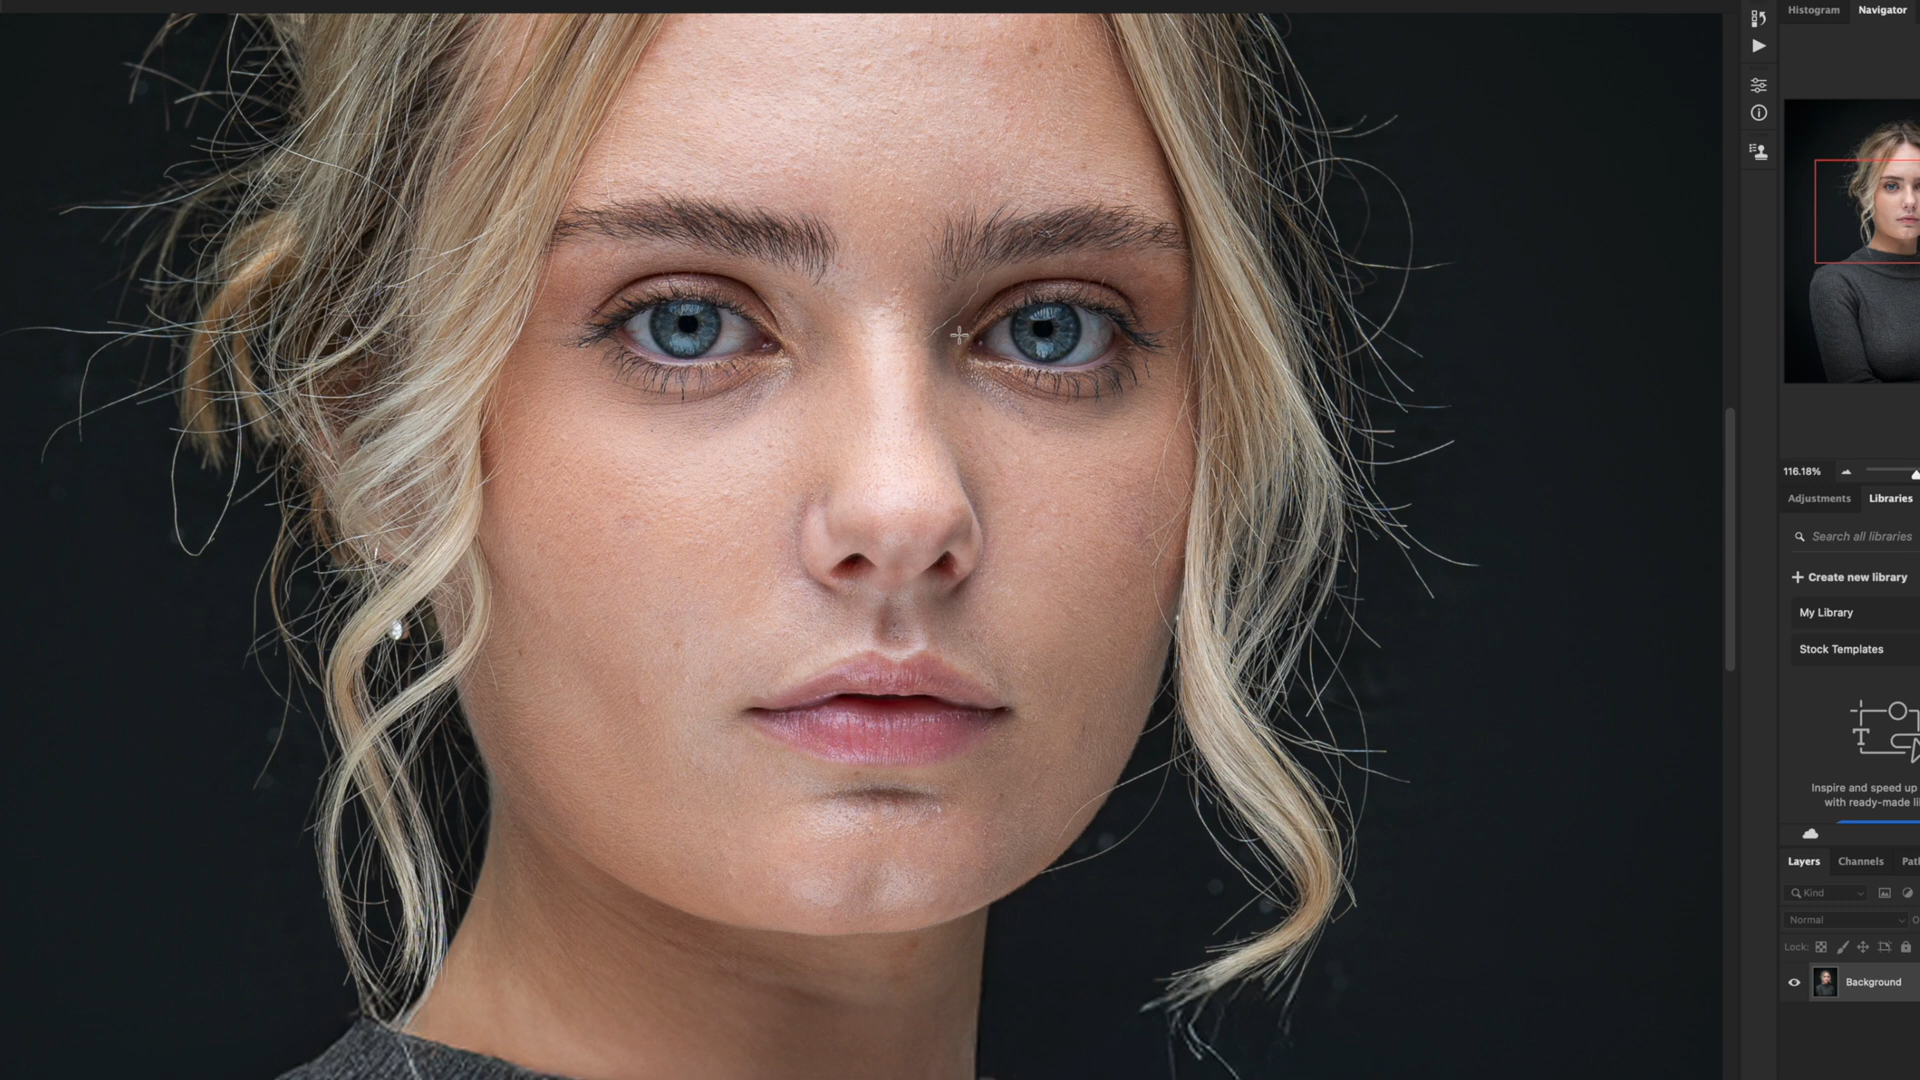 Histogram Navigator
116.18%
Adjustments Libraries
Search all libraries
Create new library
My Library
Stock Templates
T
Inspire and speed up
with ready-made
Layers Channels
Kind
Normal
Lock:
Background